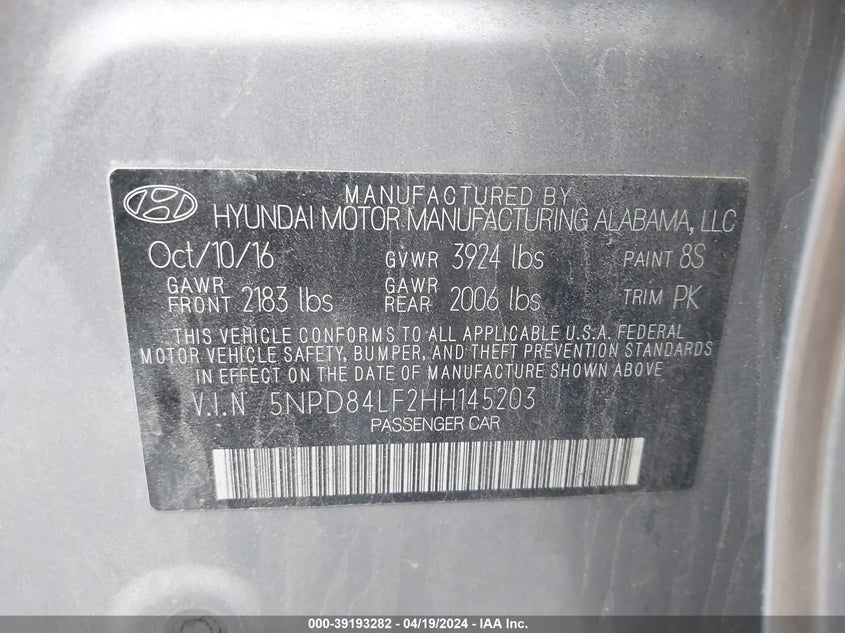 MANUFACTURED BY
HYUNDAI MOTOR MANUFACTURING ALABAMA, LLC
Oct/10/16 GVWR 3924 lbs PAINT 8S
GAWR FRONT 2183 lbs GAWR REAR 2006 lbs TRIM PK
THIS VEHICLE CONFORMS TO ALL APPLICABLE U.S.A. FEDERAL
MOTOR VEHICLE SAFETY, BUMPER, AND THEFT PREVENTION STANDARDS
IN EFFECT ON THE DATE OF MANUFACTURE SHOWN ABOVE
V.I.N 5NPD84LF2HH145203
PASSENGER CAR
000-39193282 - 04/19/2024 - IAA Inc.